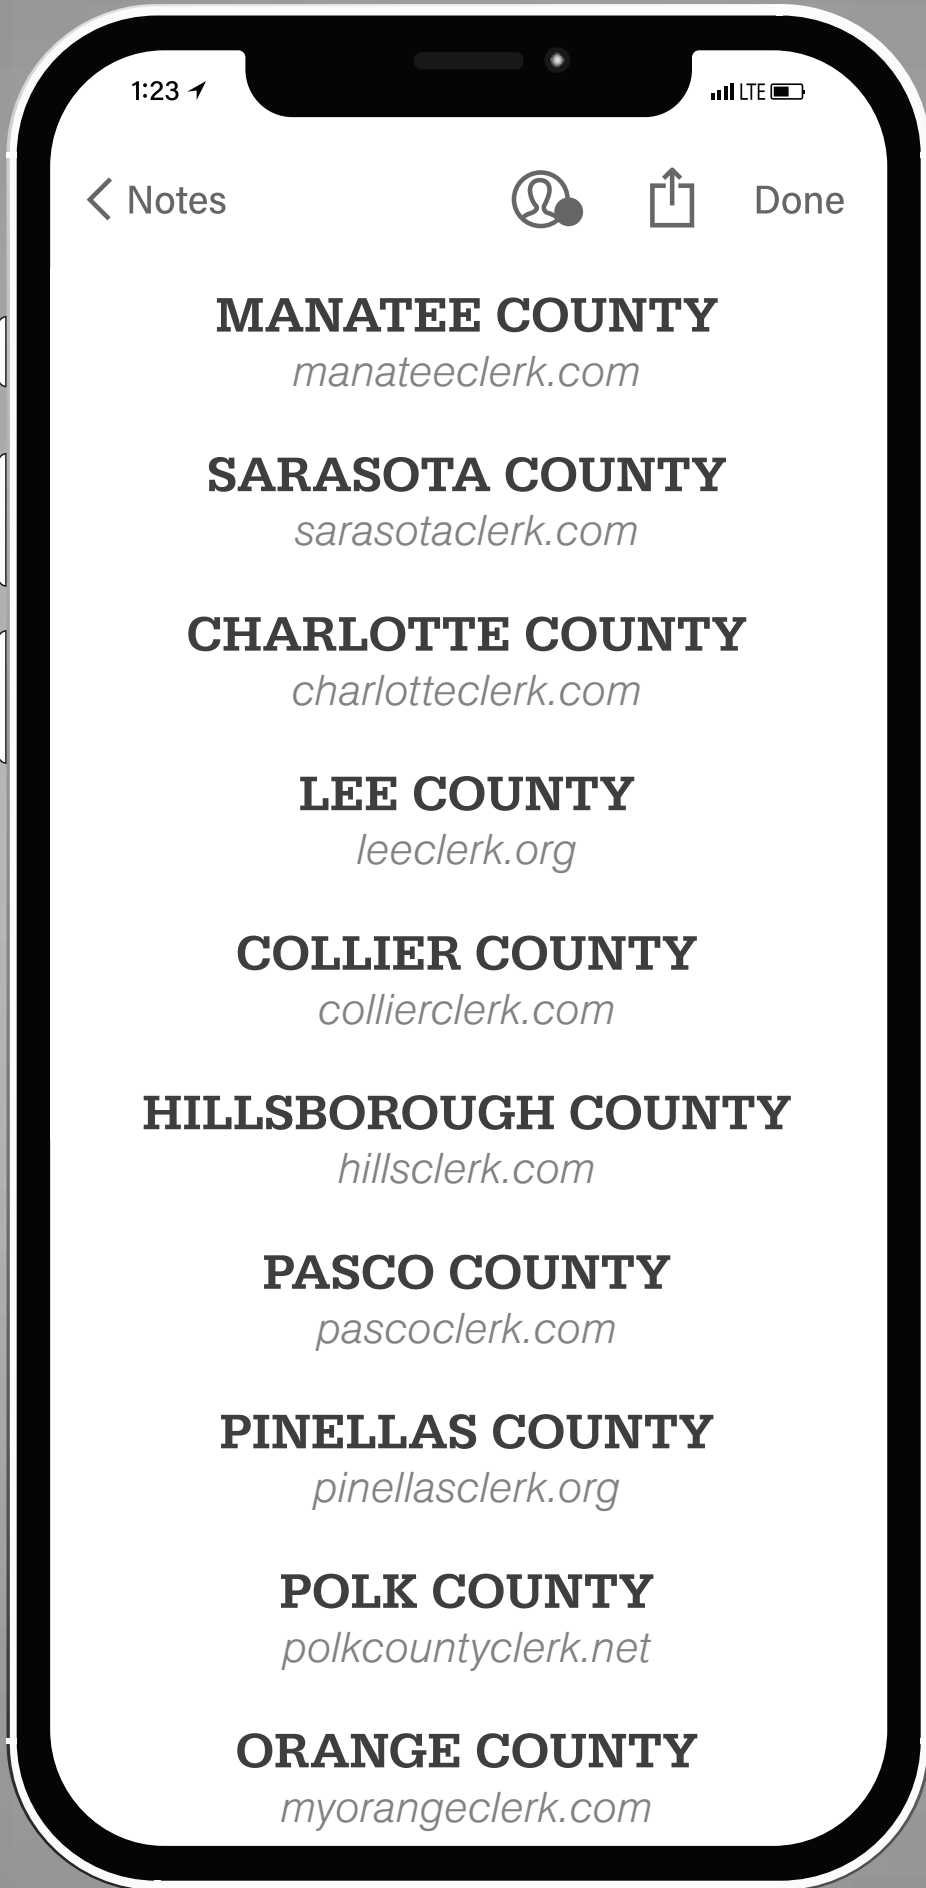 1:23 LTE
Notes Done
MANATEE COUNTY
manateeclerk.com
SARASOTA COUNTY
sarasotaclerk.com
CHARLOTTE COUNTY
charlotteclerk.com
LEE COUNTY
leeclerk.org
COLLIER COUNTY
collierclerk.com
HILLSBOROUGH COUNTY
hillsclerk.com
PASCO COUNTY
pascoclerk.com
PINELLAS COUNTY
pinellasclerk.org
POLK COUNTY
polkcountyclerk.net
ORANGE COUNTY
myorangeclerk.com